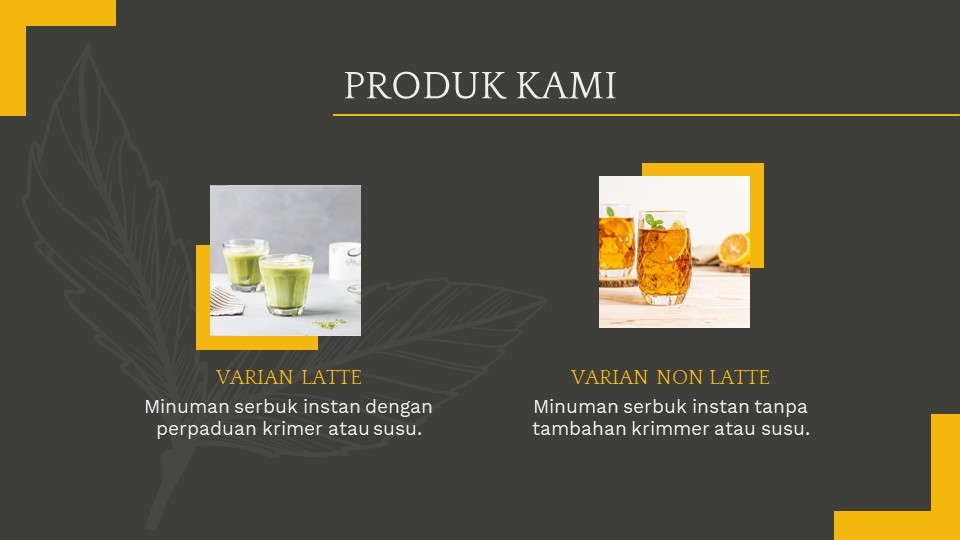 PRODUK KAMI
VARIAN LATTE
Minuman serbuk instan dengan
perpaduan krimer atau susu.
VARIAN NON LATTE
Minuman serbuk instan tanpa
tambahan krimmer atau susu.